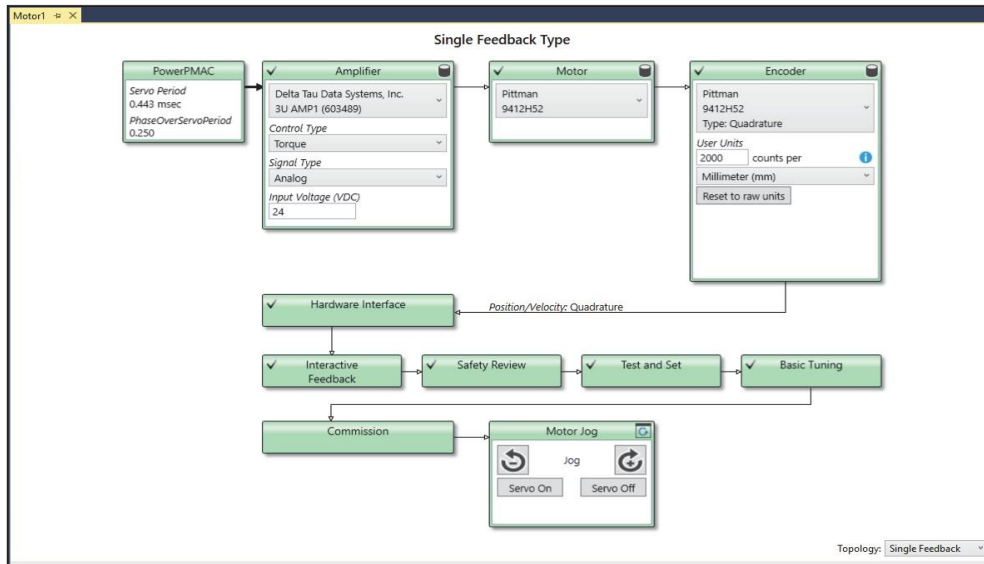 Motor1
Single Feedback Type
PowerPMAC
Servo Period
0.443 msec
PhaseOverServoPeriod
0.250
Amplifier
Delta Tau Data Systems, Inc.
3U AMP1 (603489)
Control Type
Torque
Signal Type
Analog
Input Voltage (VDC)
24
Motor
Pittman
9412H52
Encoder
Pittman
9412H52
Type: Quadrature
User Units
2000 counts per
Millimeter (mm)
Reset to raw units
Hardware Interface
Position/Velocity: Quadrature
Interactive
Feedback
Safety Review
Test and Set
Basic Tuning
Commission
Motor Jog
Jog
Servo On
Servo Off
Topology: Single Feedback